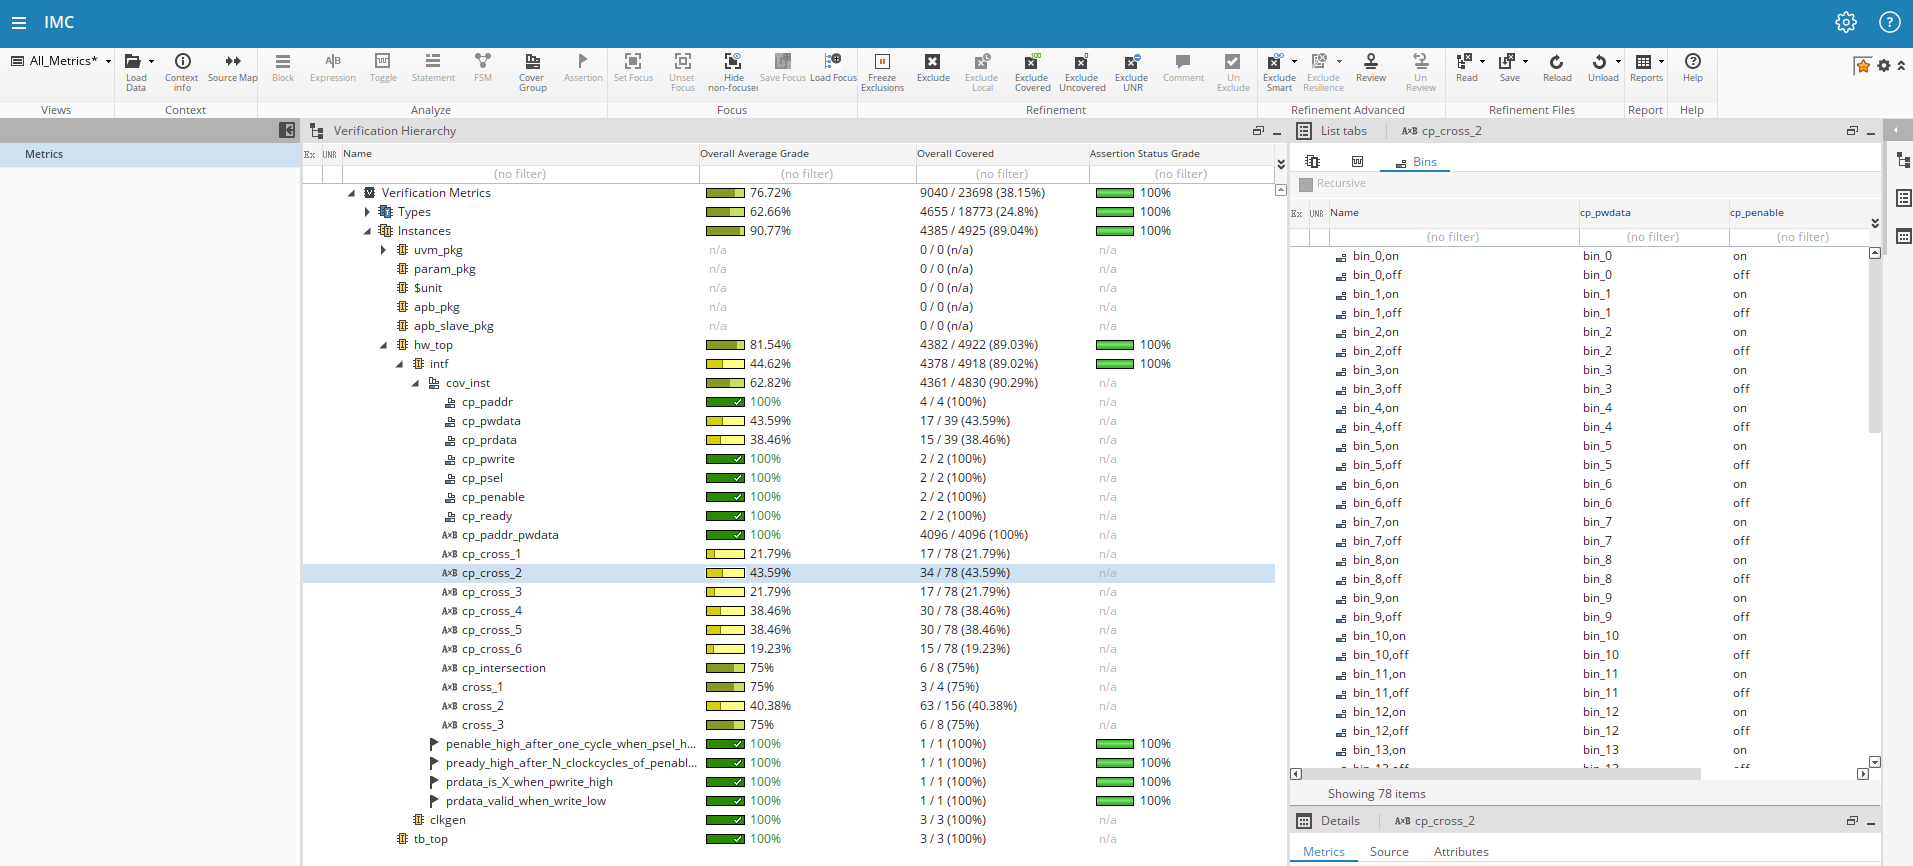 IMC
All_Metrics*
Load Data
Context info
Source Map
Block
Expression
Toggle
Statement
FSM
Cover Group
Assertion
Set Focus
Unset Focus
Hide non-focused
Save Focus
Load Focus
Freeze Exclusions
Exclude
Exclude Local
Exclude Covered
Exclude Uncovered
Exclude UNR
Comment
Un Exclude
Exclude Smart
Exclude Resilience
Review
Un Review
Read
Save
Reload
Unload
Reports
Help
Views Context Analyze Focus Refinement Refinement Advanced Refinement Files Report Help
Metrics
Verification Hierarchy
Ex UNR Name Overall Average Grade Overall Covered Assertion Status Grade
(no filter) (no filter) (no filter) (no filter)
Verification Metrics 76.72% 9040 / 23698 (38.15%) 100%
Types 62.66% 4655 / 18773 (24.8%) 100%
Instances 90.77% 4385 / 4925 (89.04%) 100%
uvm_pkg n/a 0 / 0 (n/a) n/a
param_pkg n/a 0 / 0 (n/a) n/a
$unit n/a 0 / 0 (n/a) n/a
apb_pkg n/a 0 / 0 (n/a) n/a
apb_slave_pkg n/a 0 / 0 (n/a) n/a
hw_top 81.54% 4382 / 4922 (89.03%) 100%
intf 44.62% 4378 / 4918 (89.02%) 100%
cov_inst 62.82% 4361 / 4830 (90.29%) n/a
cp_paddr 100% 4 / 4 (100%) n/a
cp_pwdata 43.59% 17 / 39 (43.59%) n/a
cp_prdata 38.46% 15 / 39 (38.46%) n/a
cp_pwrite 100% 2 / 2 (100%) n/a
cp_psel 100% 2 / 2 (100%) n/a
cp_penable 100% 2 / 2 (100%) n/a
cp_ready 100% 2 / 2 (100%) n/a
A×B cp_paddr_pwdata 100% 4096 / 4096 (100%) n/a
A×B cp_cross_1 21.79% 17 / 78 (21.79%) n/a
A×B cp_cross_2 43.59% 34 / 78 (43.59%) n/a
A×B cp_cross_3 21.79% 17 / 78 (21.79%) n/a
A×B cp_cross_4 38.46% 30 / 78 (38.46%) n/a
A×B cp_cross_5 38.46% 30 / 78 (38.46%) n/a
A×B cp_cross_6 19.23% 15 / 78 (19.23%) n/a
A×B cp_intersection 75% 6 / 8 (75%) n/a
A×B cross_1 75% 3 / 4 (75%) n/a
A×B cross_2 40.38% 63 / 156 (40.38%) n/a
A×B cross_3 75% 6 / 8 (75%) n/a
penable_high_after_one_cycle_when_psel_h... 100% 1 / 1 (100%) 100%
pready_high_after_N_clockcycles_of_penabl... 100% 1 / 1 (100%) 100%
prdata_is_X_when_pwrite_high 100% 1 / 1 (100%) 100%
prdata_valid_when_write_low 100% 1 / 1 (100%) 100%
clkgen 100% 3 / 3 (100%) n/a
tb_top 100% 3 / 3 (100%) n/a
List tabs A×B cp_cross_2
Bins
Recursive
Ex UNR Name cp_pwdata cp_penable
(no filter) (no filter) (no filter)
bin_0,on bin_0 on
bin_0,off bin_0 off
bin_1,on bin_1 on
bin_1,off bin_1 off
bin_2,on bin_2 on
bin_2,off bin_2 off
bin_3,on bin_3 on
bin_3,off bin_3 off
bin_4,on bin_4 on
bin_4,off bin_4 off
bin_5,on bin_5 on
bin_5,off bin_5 off
bin_6,on bin_6 on
bin_6,off bin_6 off
bin_7,on bin_7 on
bin_7,off bin_7 off
bin_8,on bin_8 on
bin_8,off bin_8 off
bin_9,on bin_9 on
bin_9,off bin_9 off
bin_10,on bin_10 on
bin_10,off bin_10 off
bin_11,on bin_11 on
bin_11,off bin_11 off
bin_12,on bin_12 on
bin_12,off bin_12 off
bin_13,on bin_13 on
Showing 78 items
Details A×B cp_cross_2
Metrics Source Attributes